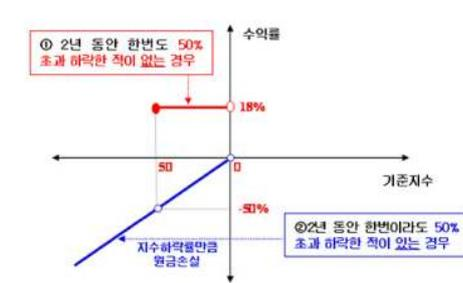 ① 2년 동안 한번도 50%
초과 하락한 적이 없는 경우
수익률
18%
50
0
기준지수
-50%
지수하락률만큼
원금손실
②2년 동안 한번이라도 50%
초과 하락한 적이 있는 경우